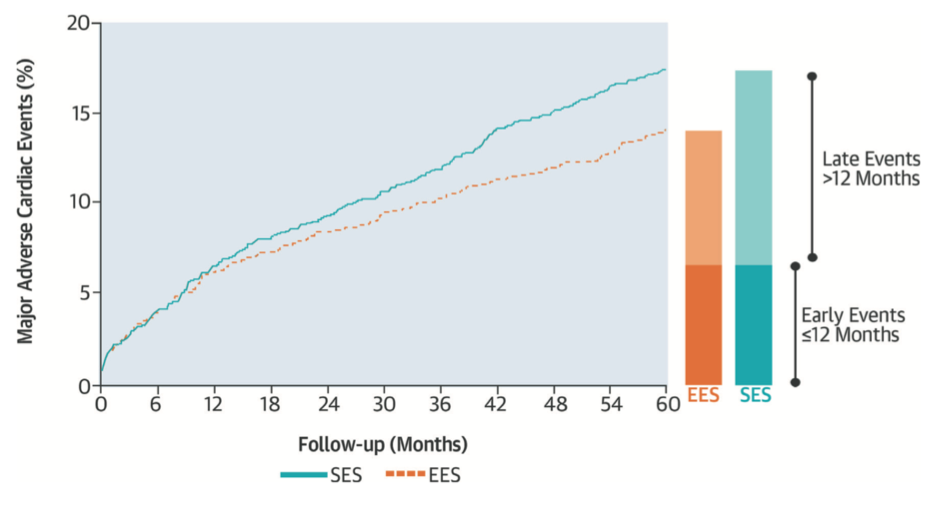 Major Adverse Cardiac Events (%)
20
15
10
5
0
0 6 12 18 24 30 36 42 48 54 60
Follow-up (Months)
SES EES
EES SES
Late Events
>12 Months
Early Events
≤12 Months